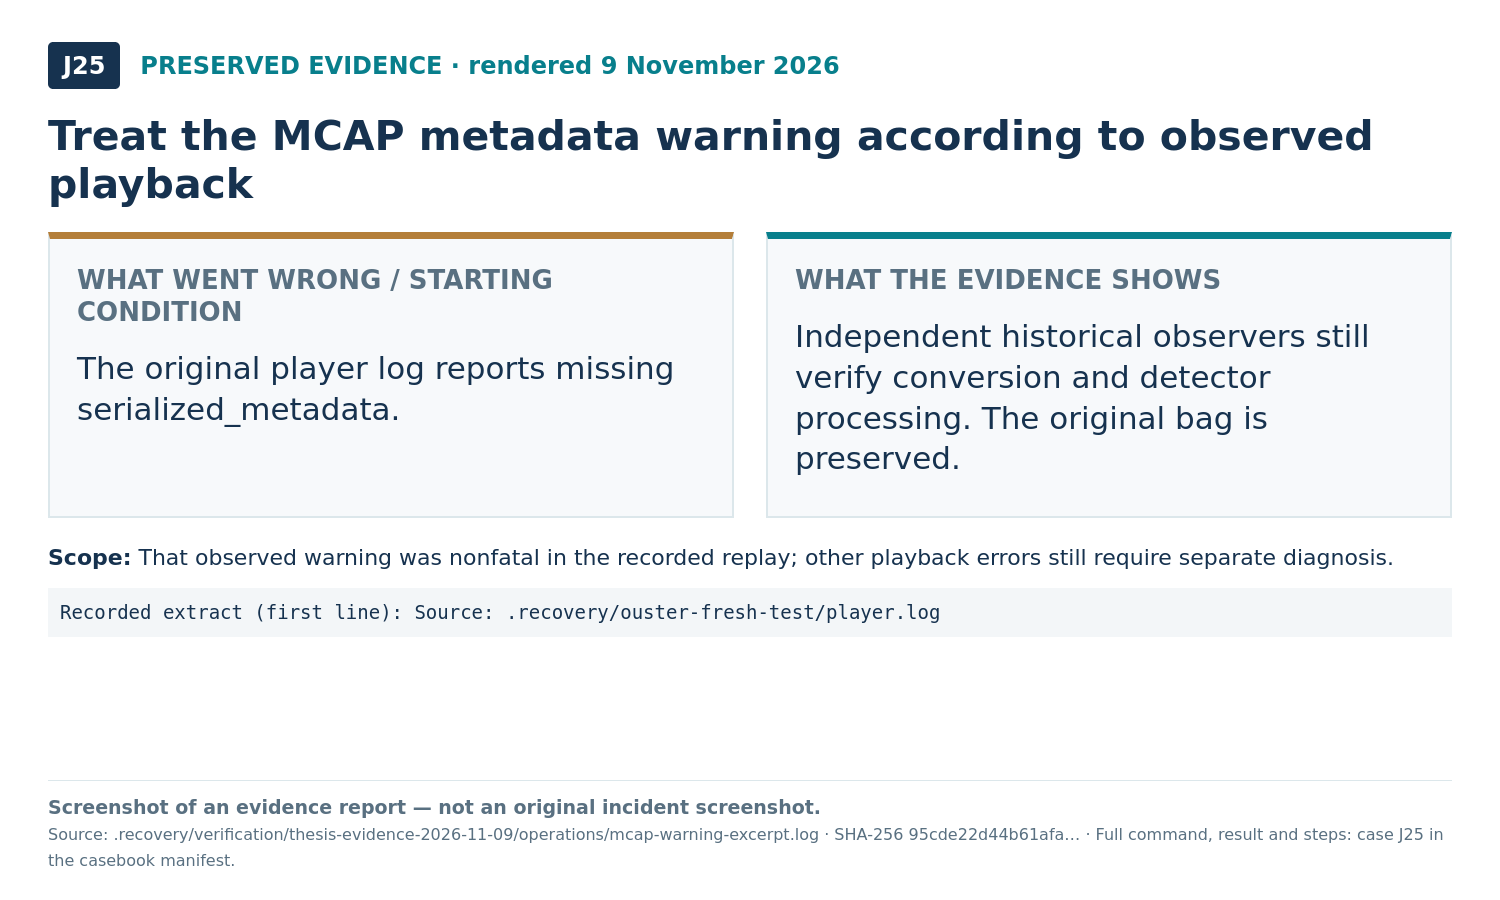 J25
PRESERVED EVIDENCE · rendered 9 November 2026
Treat the MCAP metadata warning according to observed
playback
WHAT WENT WRONG / STARTING
CONDITION
The original player log reports missing
serialized_metadata.
WHAT THE EVIDENCE SHOWS
Independent historical observers still
verify conversion and detector
processing. The original bag is
preserved.
Scope: That observed warning was nonfatal in the recorded replay; other playback errors still require separate diagnosis.
Recorded extract (first line): Source: .recovery/ouster-fresh-test/player.log
Screenshot of an evidence report — not an original incident screenshot.
Source: .recovery/verification/thesis-evidence-2026-11-09/operations/mcap-warning-excerpt.log · SHA-256 95cde22d44b61afa… · Full command, result and steps: case J25 in
the casebook manifest.